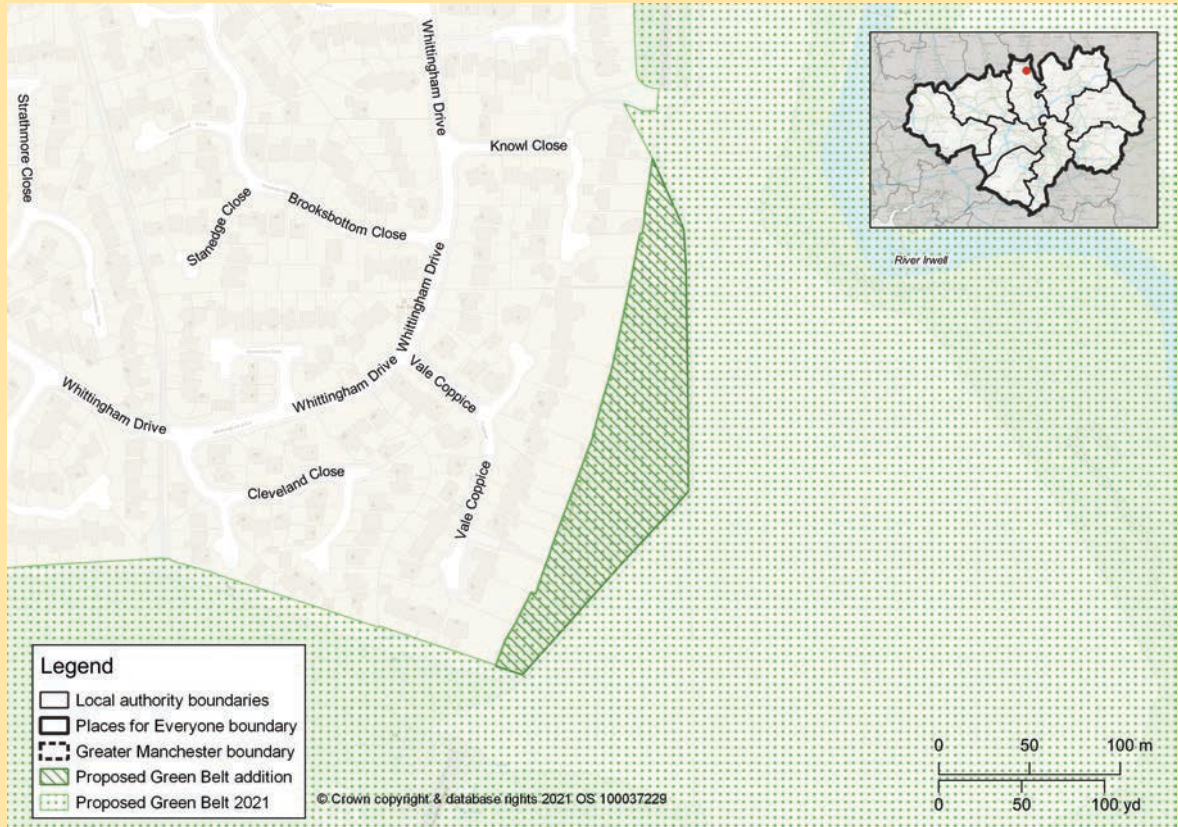 Whittingham Drive
Strathmore Close
Knowl Close
Brooksbottom Close
Stanedge Close
Whittingham Drive
River Irwell
Whittingham Drive
Vale Coppice
Whittingham Drive
Cleveland Close
Vale Coppice
Legend
Local authority boundaries
Places for Everyone boundary
Greater Manchester boundary
Proposed Green Belt addition
Proposed Green Belt 2021
© Crown copyright & database rights 2021 OS 100037229
0 50 100 m
0 50 100 yd